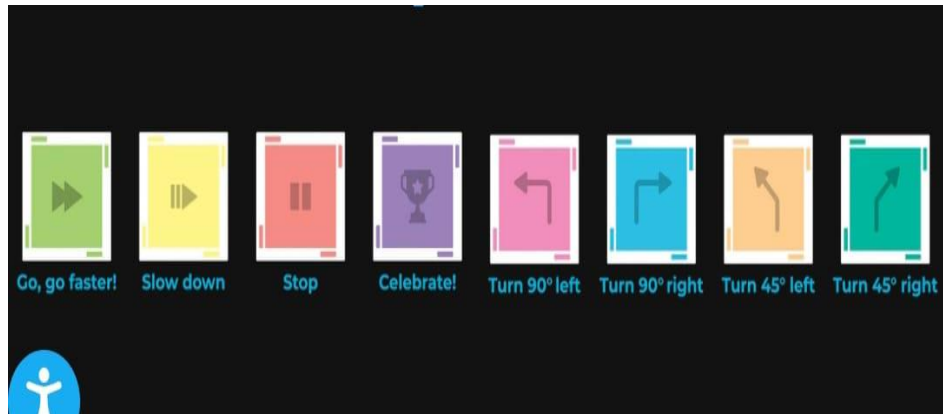 Go, go faster!
Slow down
Stop
Celebrate!
Turn 90° left
Turn 90° right
Turn 45° left
Turn 45° right